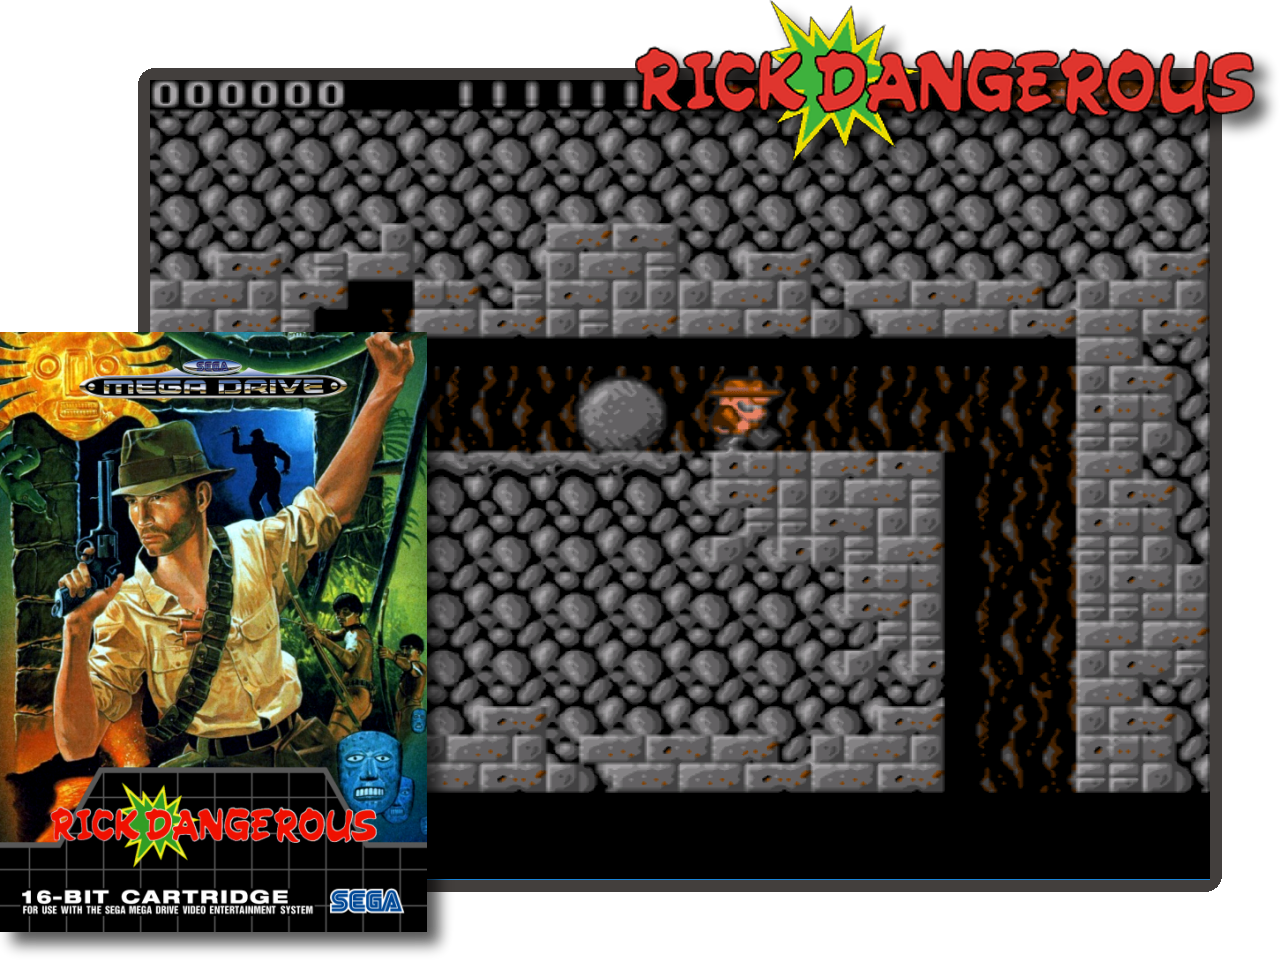 RICK DANGEROUS
000000
SEGA
MEGA DRIVE
RICK DANGEROUS
16-BIT CARTRIDGE
FOR USE WITH THE SEGA MEGA DRIVE VIDEO ENTERTAINMENT SYSTEM
SEGA